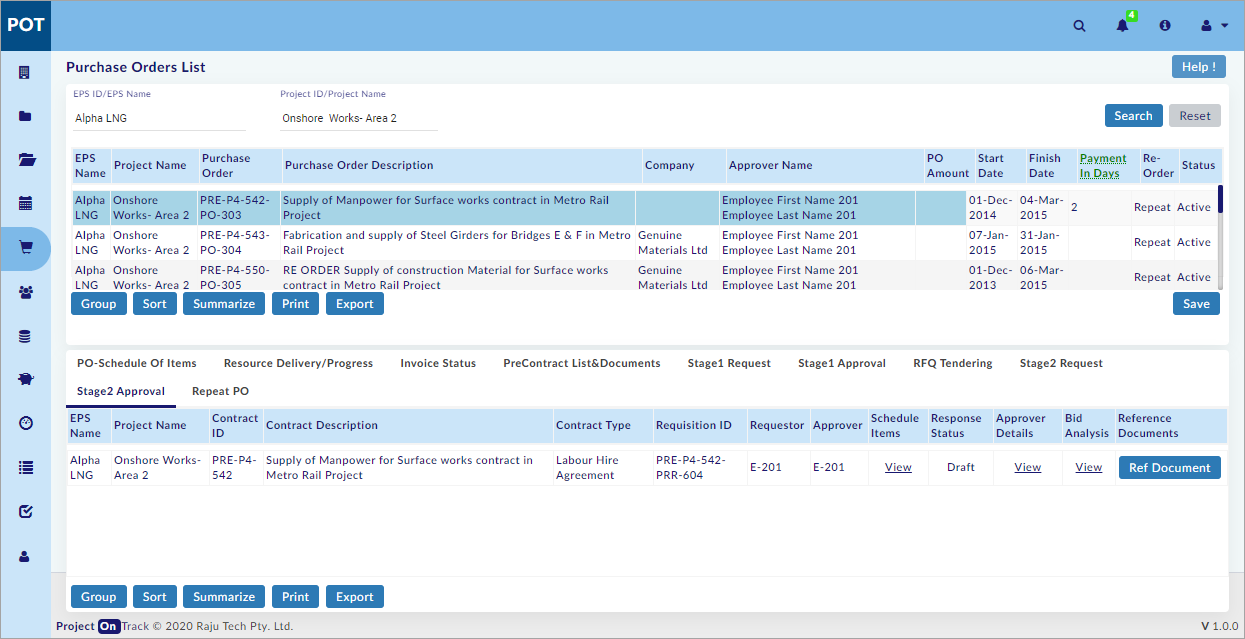 POT
4
Purchase Orders List
Help !
EPS ID/EPS Name Project ID/Project Name
Alpha LNG Onshore Works- Area 2
Search Reset
EPS Name Project Name Purchase Order Purchase Order Description Company Approver Name PO Amount Start Date Finish Date Payment In Days Re-Order Status
Alpha Onshore PRE-P4-542- Supply of Manpower for Surface works contract in Metro Rail Employee First Name 201 01-Dec- 04-Mar- 2 Repeat Active
LNG Works- Area 2 PO-303 Project Employee Last Name 201 2014 2015
Alpha Onshore PRE-P4-543- Fabrication and supply of Steel Girders for Bridges E & F in Metro Genuine Employee First Name 201 07-Jan- 31-Jan- Repeat Active
LNG Works- Area 2 PO-304 Rail Project Materials Ltd Employee Last Name 201 2015 2015
Alpha Onshore PRE-P4-550- RE ORDER Supply of construction Material for Surface works Genuine Employee First Name 201 01-Dec- 06-Mar- Repeat Active
LNG Works- Area 2 PO-305 contract in Metro Rail Project Materials Ltd Employee Last Name 201 2013 2015
Group Sort Summarize Print Export Save
PO-Schedule Of Items Resource Delivery/Progress Invoice Status PreContract List&Documents Stage1 Request Stage1 Approval RFQ Tendering Stage2 Request
Stage2 Approval Repeat PO
EPS Name Project Name Contract ID Contract Description Contract Type Requisition ID Requestor Approver Schedule Items Response Status Approver Details Bid Analysis Reference Documents
Alpha Onshore Works- PRE-P4- Supply of Manpower for Surface works contract in Labour Hire PRE-P4-542- E-201 E-201 View Draft View View Ref Document
LNG Area 2 542 Metro Rail Project Agreement PRR-604
Group Sort Summarize Print Export
Project On Track © 2020 Raju Tech Pty. Ltd. V 1.0.0